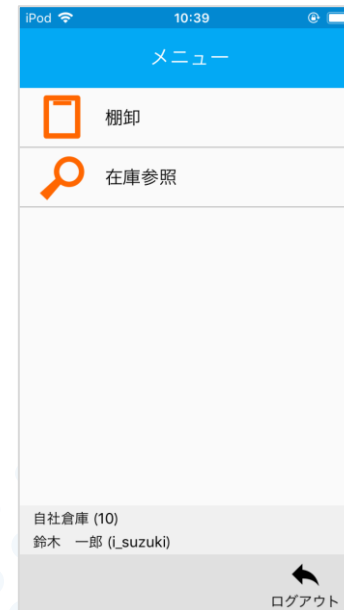 iPod 10:39
メニュー
棚卸
在庫参照
自社倉庫 (10)
鈴木　一郎 (i_suzuki)
ログアウト